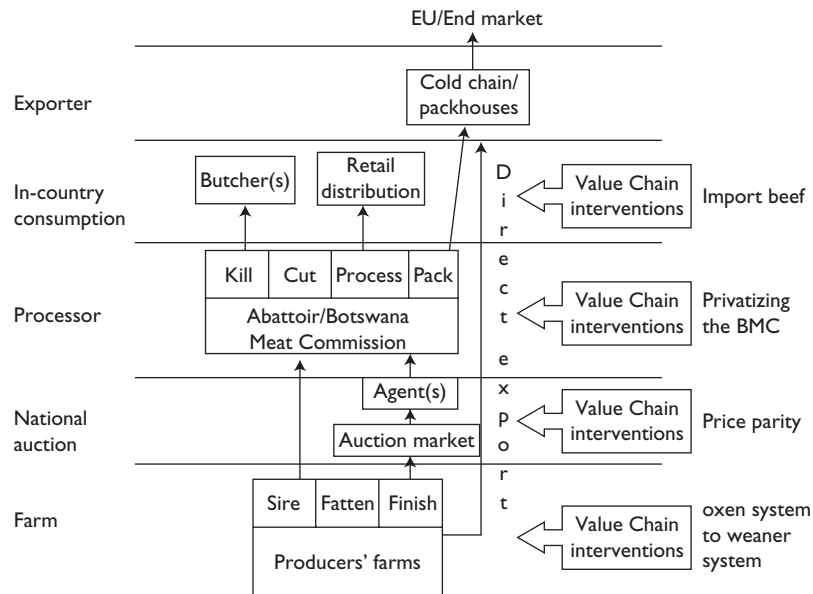 EU/End market
Exporter
Cold chain/
packhouses
In-country
consumption
Butcher(s)
Retail
distribution
Direct export
Value Chain
interventions
Import beef
Processor
Kill
Cut
Process
Pack
Abattoir/Botswana
Meat Commission
Value Chain
interventions
Privatizing
the BMC
National
auction
Agent(s)
Auction market
Value Chain
interventions
Price parity
Farm
Sire
Fatten
Finish
Producers' farms
Value Chain
interventions
oxen system
to weaner
system